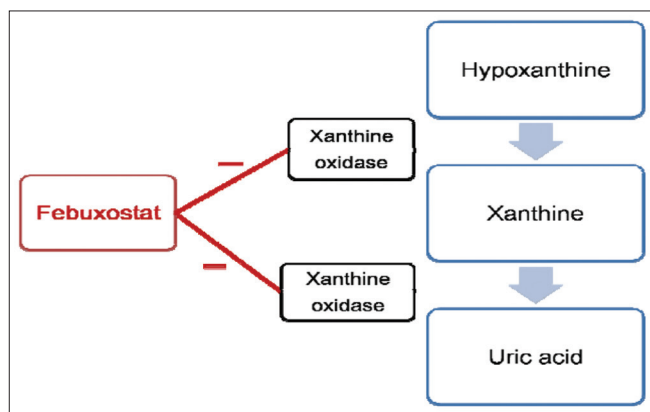 Hypoxanthine
Xanthine
oxidase
Febuxostat
Xanthine
Xanthine
oxidase
Uric acid